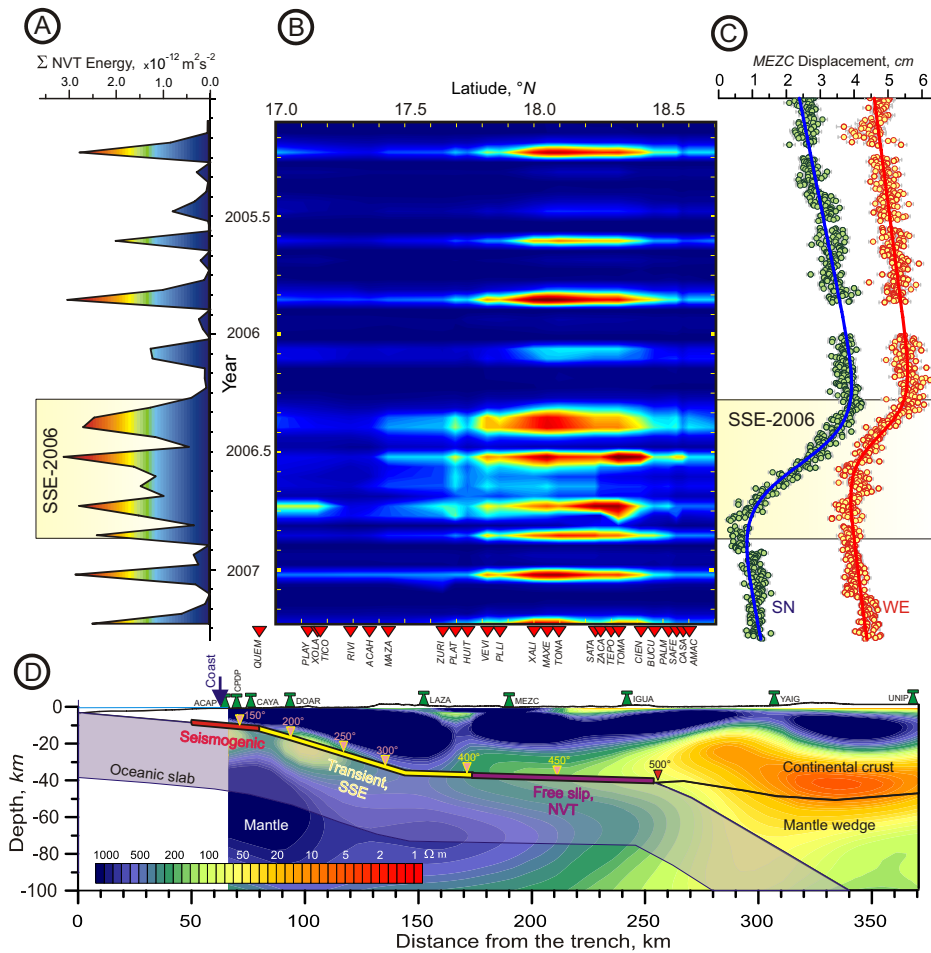 A
B
C
Σ NVT Energy, x10-12 m2s-2
3.0 2.0 1.0 0.0
Latiude, °N
17.0 17.5 18.0 18.5
MEZC Displacement, cm
0 1 2 3 4 5 6
2005.5
2006
Year
2006.5
2007
SSE-2006
SSE-2006
SN
WE
QUEM
PLAY
XOLA
TICO
RIVI
ACAH
MAZA
ZURI
PLAT
HUIT
VEVI
PLLI
XALI
MAXE
TONA
SATA
ZACA
TEPO
TOMA
CIEN
BUCU
PALM
SAFE
CASA
AMAC
D
Coast
ACAP
CPDP
CAYA
DOAR
LAZA
MEZC
IGUA
YAIG
UNIP
0
-20
-40
-60
-80
-100
Depth, km
150°
200°
250°
300°
400°
450°
500°
Seismogenic
Transient,
SSE
Free slip,
NVT
Oceanic slab
Mantle
Continental crust
Mantle wedge
1000 500 200 100 50 20 10 5 2 1 Ω m
0 50 100 150 200 250 300 350
Distance from the trench, km